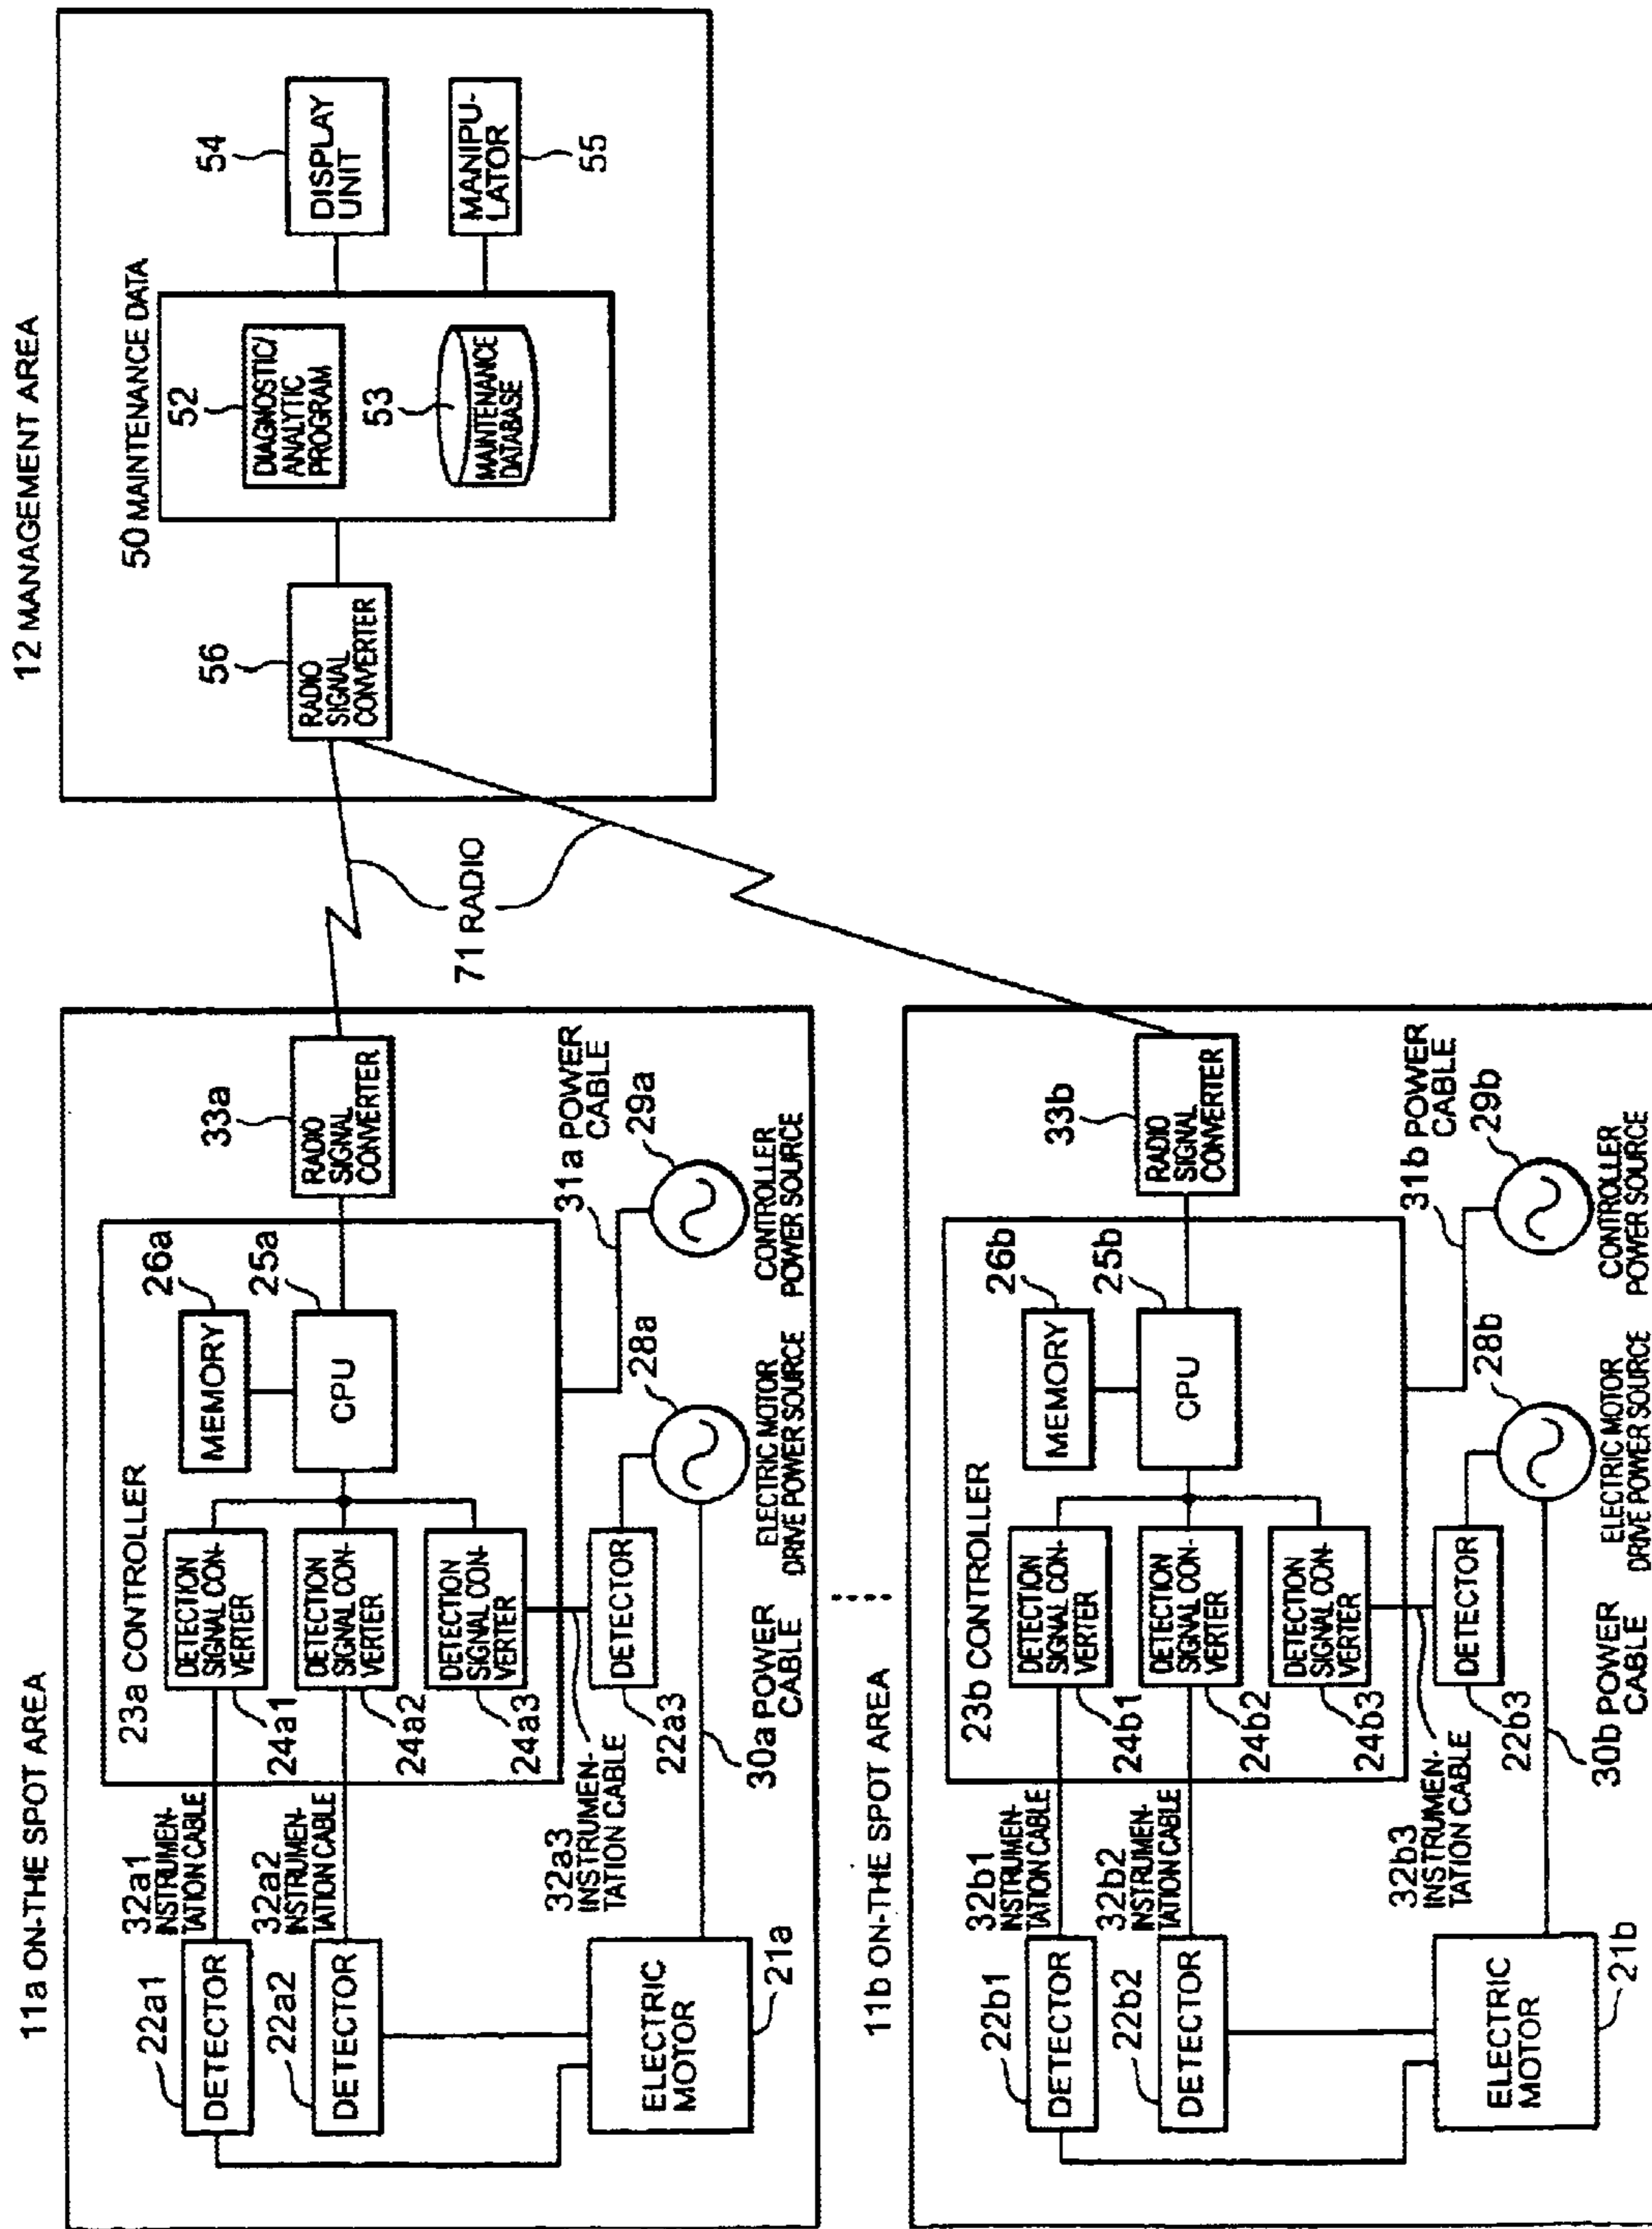 12 MANAGEMENT AREA
50 MAINTENANCE DATA
52
DIAGNOSTIC/
ANALYTIC
PROGRAM
53
MAINTENANCE
DATABASE
54
DISPLAY
UNIT
MANIPU-
LATOR
55
56
RADIO
SIGNAL
CONVERTER
71 RADIO
11a ON-THE SPOT AREA
23a CONTROLLER
26a
MEMORY
25a
CPU
33a
RADIO
SIGNAL
CONVERTER
DETECTION
SIGNAL CON-
VERTER
24a1
DETECTION
SIGNAL CON-
VERTER
24a2
DETECTION
SIGNAL CON-
VERTER
24a3
32a1
INSTRUMEN-
TATION CABLE
32a2
INSTRUMEN-
TATION CABLE
32a3
INSTRUMEN-
TATION CABLE
22a1
DETECTOR
22a2
DETECTOR
DETECTOR
22a3
ELECTRIC
MOTOR
21a
30a POWER
CABLE
31a POWER
CABLE
28a
ELECTRIC MOTOR
DRIVE POWER SOURCE
29a
CONTROLLER
POWER SOURCE
11b ON-THE SPOT AREA
23b CONTROLLER
26b
MEMORY
25b
CPU
33b
RADIO
SIGNAL
CONVERTER
DETECTION
SIGNAL CON-
VERTER
24b1
DETECTION
SIGNAL CON-
VERTER
24b2
DETECTION
SIGNAL CON-
VERTER
24b3
32b1
INSTRUMEN-
TATION CABLE
32b2
INSTRUMEN-
TATION CABLE
32b3
INSTRUMEN-
TATION CABLE
22b1
DETECTOR
22b2
DETECTOR
DETECTOR
22b3
ELECTRIC
MOTOR
21b
30b POWER
CABLE
31b POWER
CABLE
28b
ELECTRIC MOTOR
DRIVE POWER SOURCE
29b
CONTROLLER
POWER SOURCE